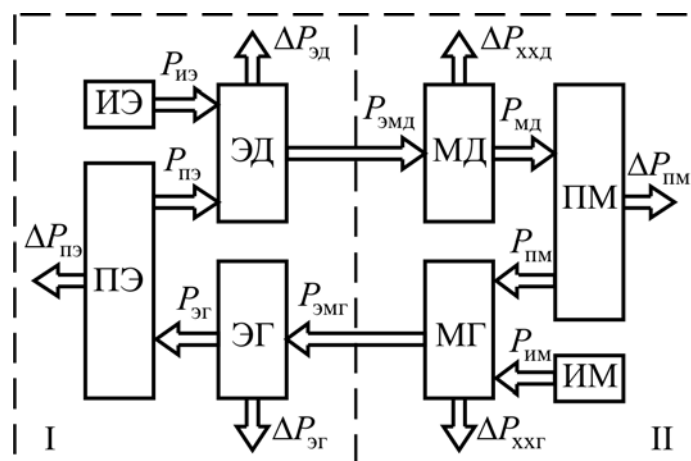 ΔPэд
ΔPххд
Pиэ
ИЭ
Pэмд
Pмд
ЭД
МД
Pпэ
ΔPпм
ПМ
ΔPпэ
Pпм
ПЭ
Pэг
Pэмг
ЭГ
МГ
Pим
ИМ
I
ΔPэг
ΔPххг
II